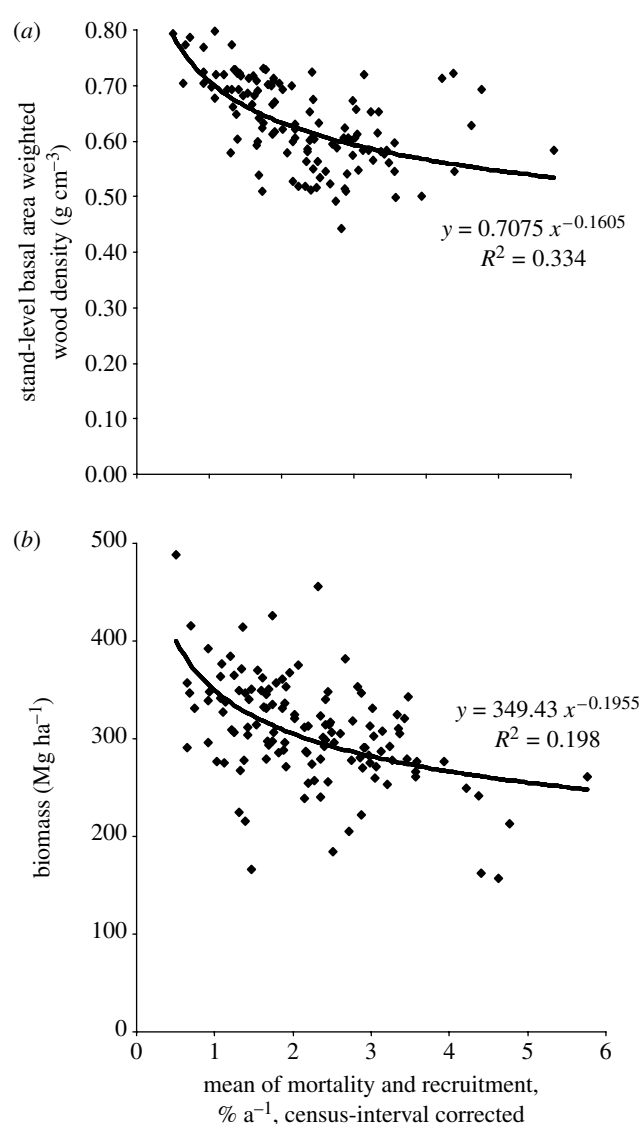 (a)
0.80
0.70
0.60
0.50
0.40
0.30
0.20
0.10
0.00
stand-level basal area weighted
wood density (g cm⁻³)
y = 0.7075 x⁻⁰·¹⁶⁰⁵
R² = 0.334
(b)
500
400
300
200
100
0
biomass (Mg ha⁻¹)
y = 349.43 x⁻⁰·¹⁹⁵⁵
R² = 0.198
0 1 2 3 4 5 6
mean of mortality and recruitment,
% a⁻¹, census-interval corrected